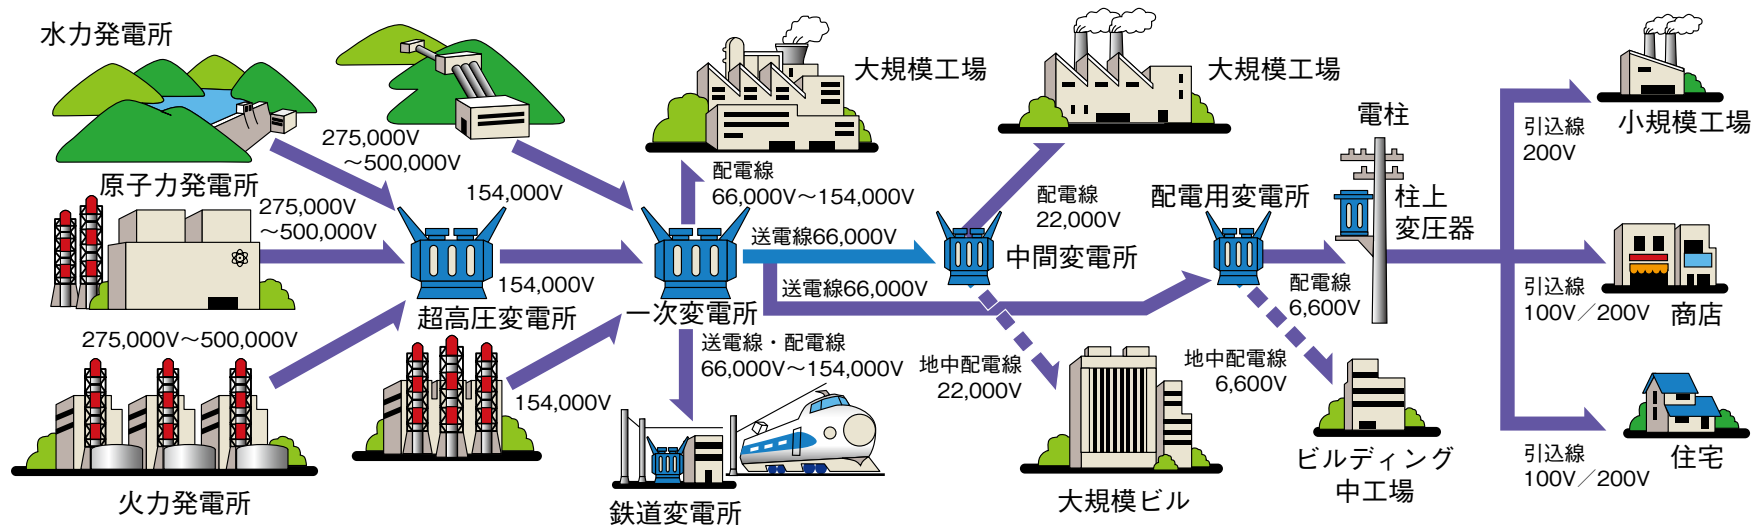 水力発電所
275,000V
～500,000V
原子力発電所
275,000V
～500,000V
275,000V～500,000V
火力発電所
154,000V
154,000V
超高圧変電所
154,000V
大規模工場
配電線
66,000V～154,000V
一次変電所
送電線66,000V
送電線66,000V
送電線・配電線
66,000V～154,000V
鉄道変電所
大規模工場
配電線
22,000V
中間変電所
地中配電線
22,000V
大規模ビル
配電用変電所
配電線
6,600V
地中配電線
6,600V
ビルディング
中工場
電柱
柱上
変圧器
引込線
200V
小規模工場
引込線
100V／200V
商店
引込線
100V／200V
住宅